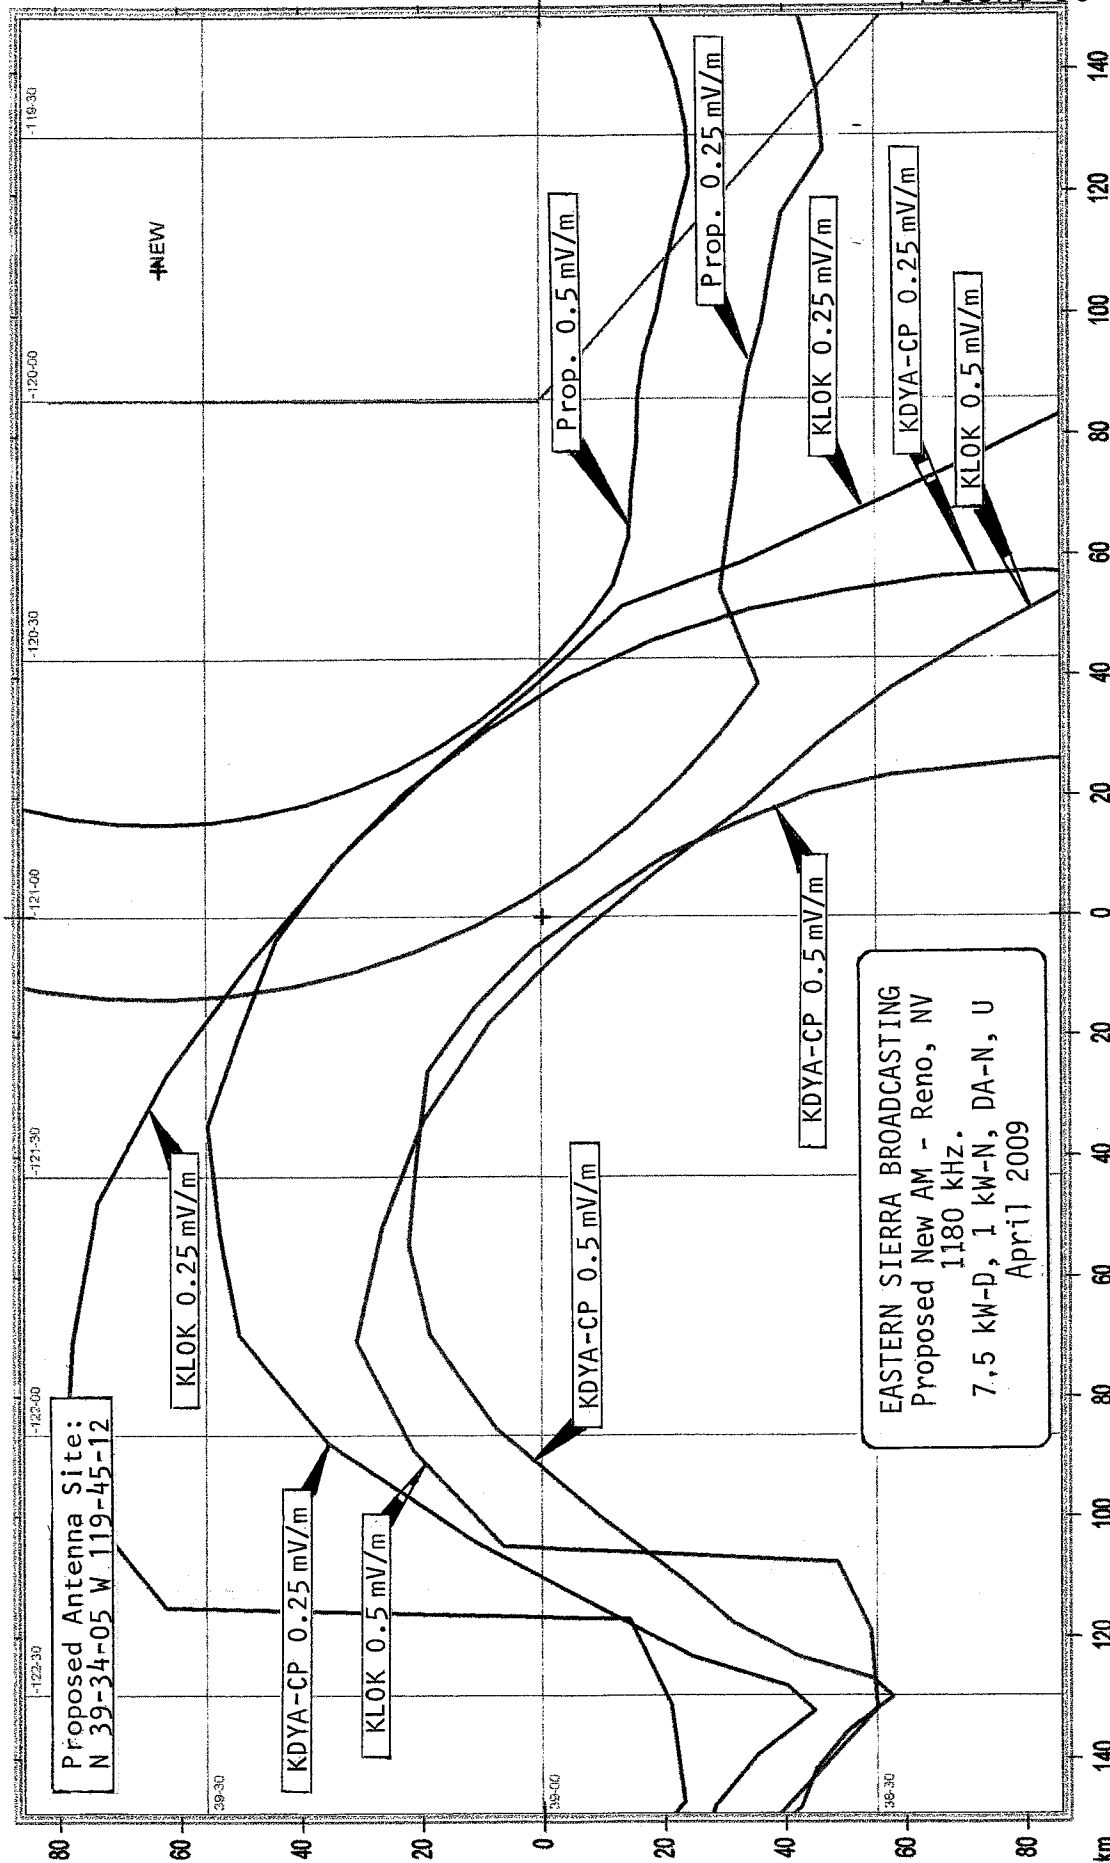 Proposed Antenna Site:
N 39-34-05 W 119-45-12
-122-30
-122-00
-121-30
-121-00
-120-30
-120-00
-119-30
NEW
39-30
39-00
38-30
KLOK 0.25 mV/m
KDYA-CP 0.25 mV/m
KLOK 0.5 mV/m
KDYA-CP 0.5 mV/m
KDYA-CP 0.5 mV/m
Prop. 0.5 mV/m
Prop. 0.25 mV/m
KLOK 0.25 mV/m
KDYA-CP 0.25 mV/m
KLOK 0.5 mV/m
EASTERN SIERRA BROADCASTING
Proposed New AM - Reno, NV
1180 kHz.
7.5 kW-D, 1 kW-N, DA-N, U
April 2009
80
60
40
20
0
20
40
60
80
km
140
120
100
80
60
40
20
0
20
40
60
80
100
120
140